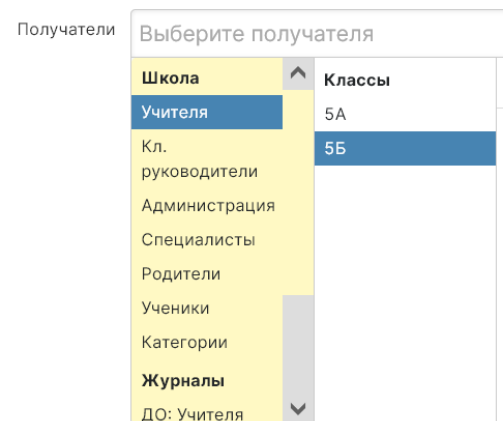 Получатели
Выберите получателя
Школа
Учителя
Кл.
руководители
Администрация
Специалисты
Родители
Ученики
Категории
Журналы
ДО: Учителя
Классы
5А
5Б